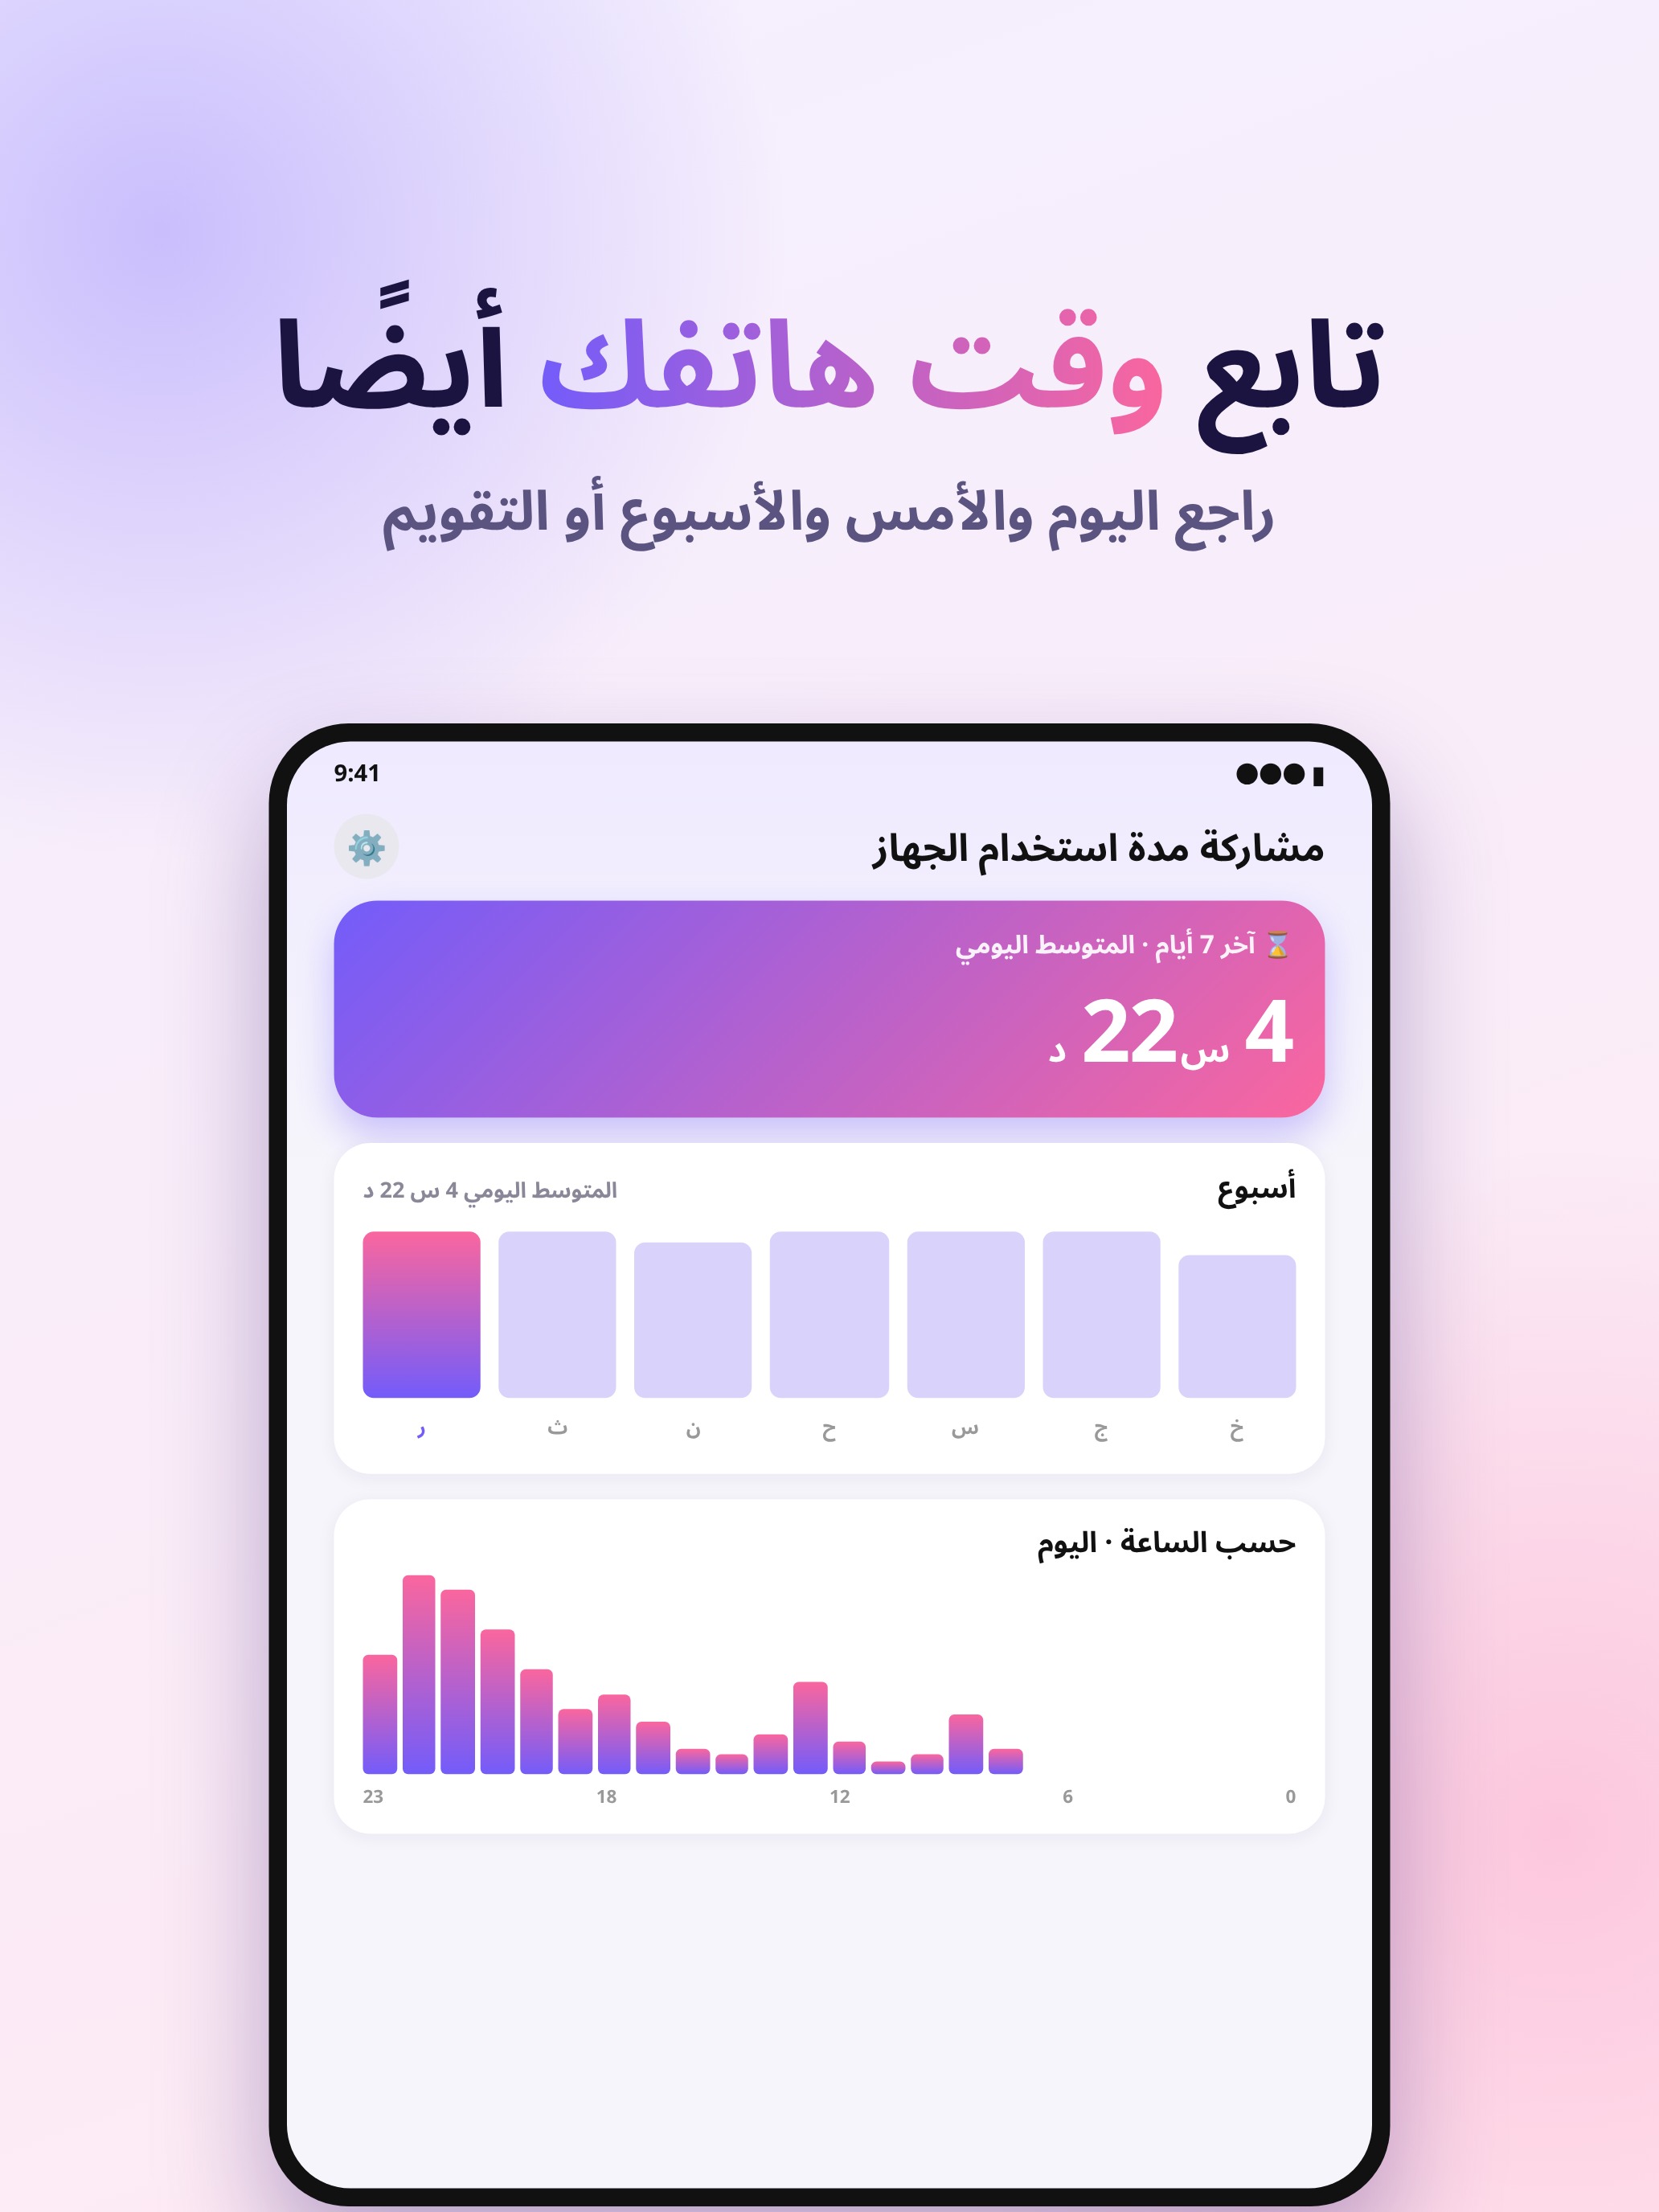 تابع وقت هاتفك أيضًا
راجع اليوم والأمس والأسبوع أو التقويم
9:41
مشاركة مدة استخدام الجهاز
آخر 7 أيام · المتوسط اليومي
4 س 22 د
أسبوع
المتوسط اليومي 4 س 22 د
خ ج س ح ن ث ر
حسب الساعة · اليوم
0 6 12 18 23